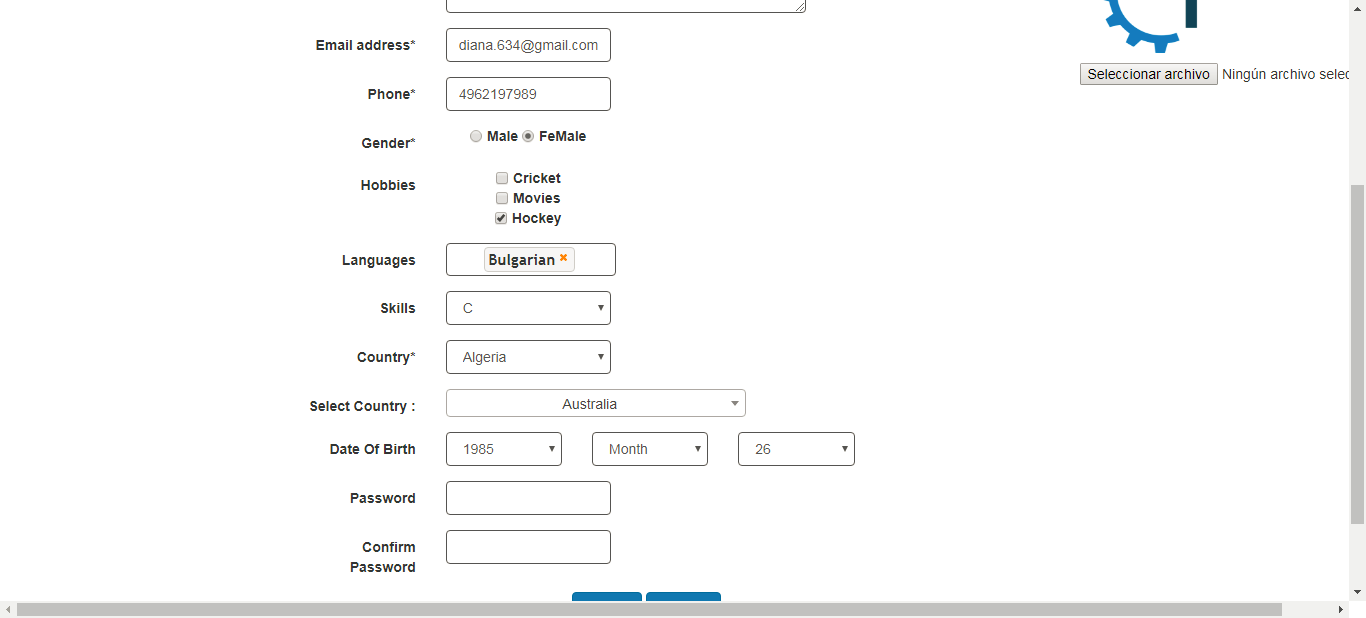 Email address* diana.634@gmail.com
Seleccionar archivo Ningún archivo selec
Phone* 4962197989
Gender* Male FeMale
Hobbies Cricket
Movies
Hockey
Languages Bulgarian
Skills C
Country* Algeria
Select Country : Australia
Date Of Birth 1985 Month 26
Password
Confirm
Password